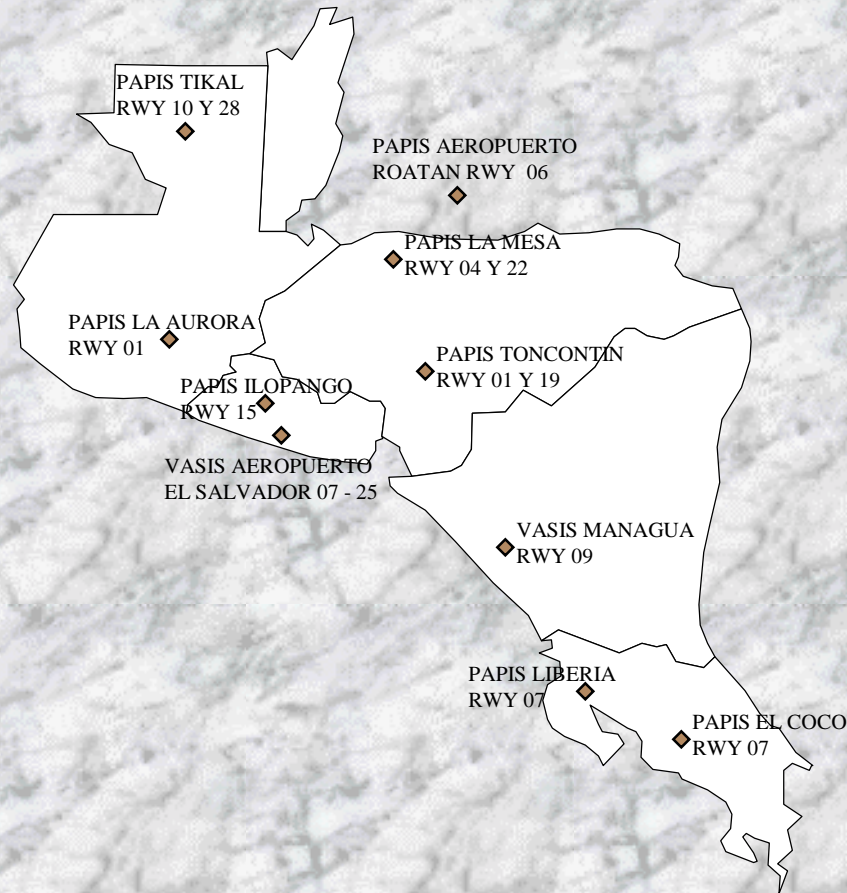 PAPIS TIKAL
RWY 10 Y 28
PAPIS AEROPUERTO
ROATAN RWY 06
PAPIS LA MESA
RWY 04 Y 22
PAPIS LA AURORA
RWY 01
PAPIS TONCONTIN
RWY 01 Y 19
PAPIS ILOPANGO
RWY 15
VASIS AEROPUERTO
EL SALVADOR 07 - 25
VASIS MANAGUA
RWY 09
PAPIS LIBERIA
RWY 07
PAPIS EL COCO
RWY 07